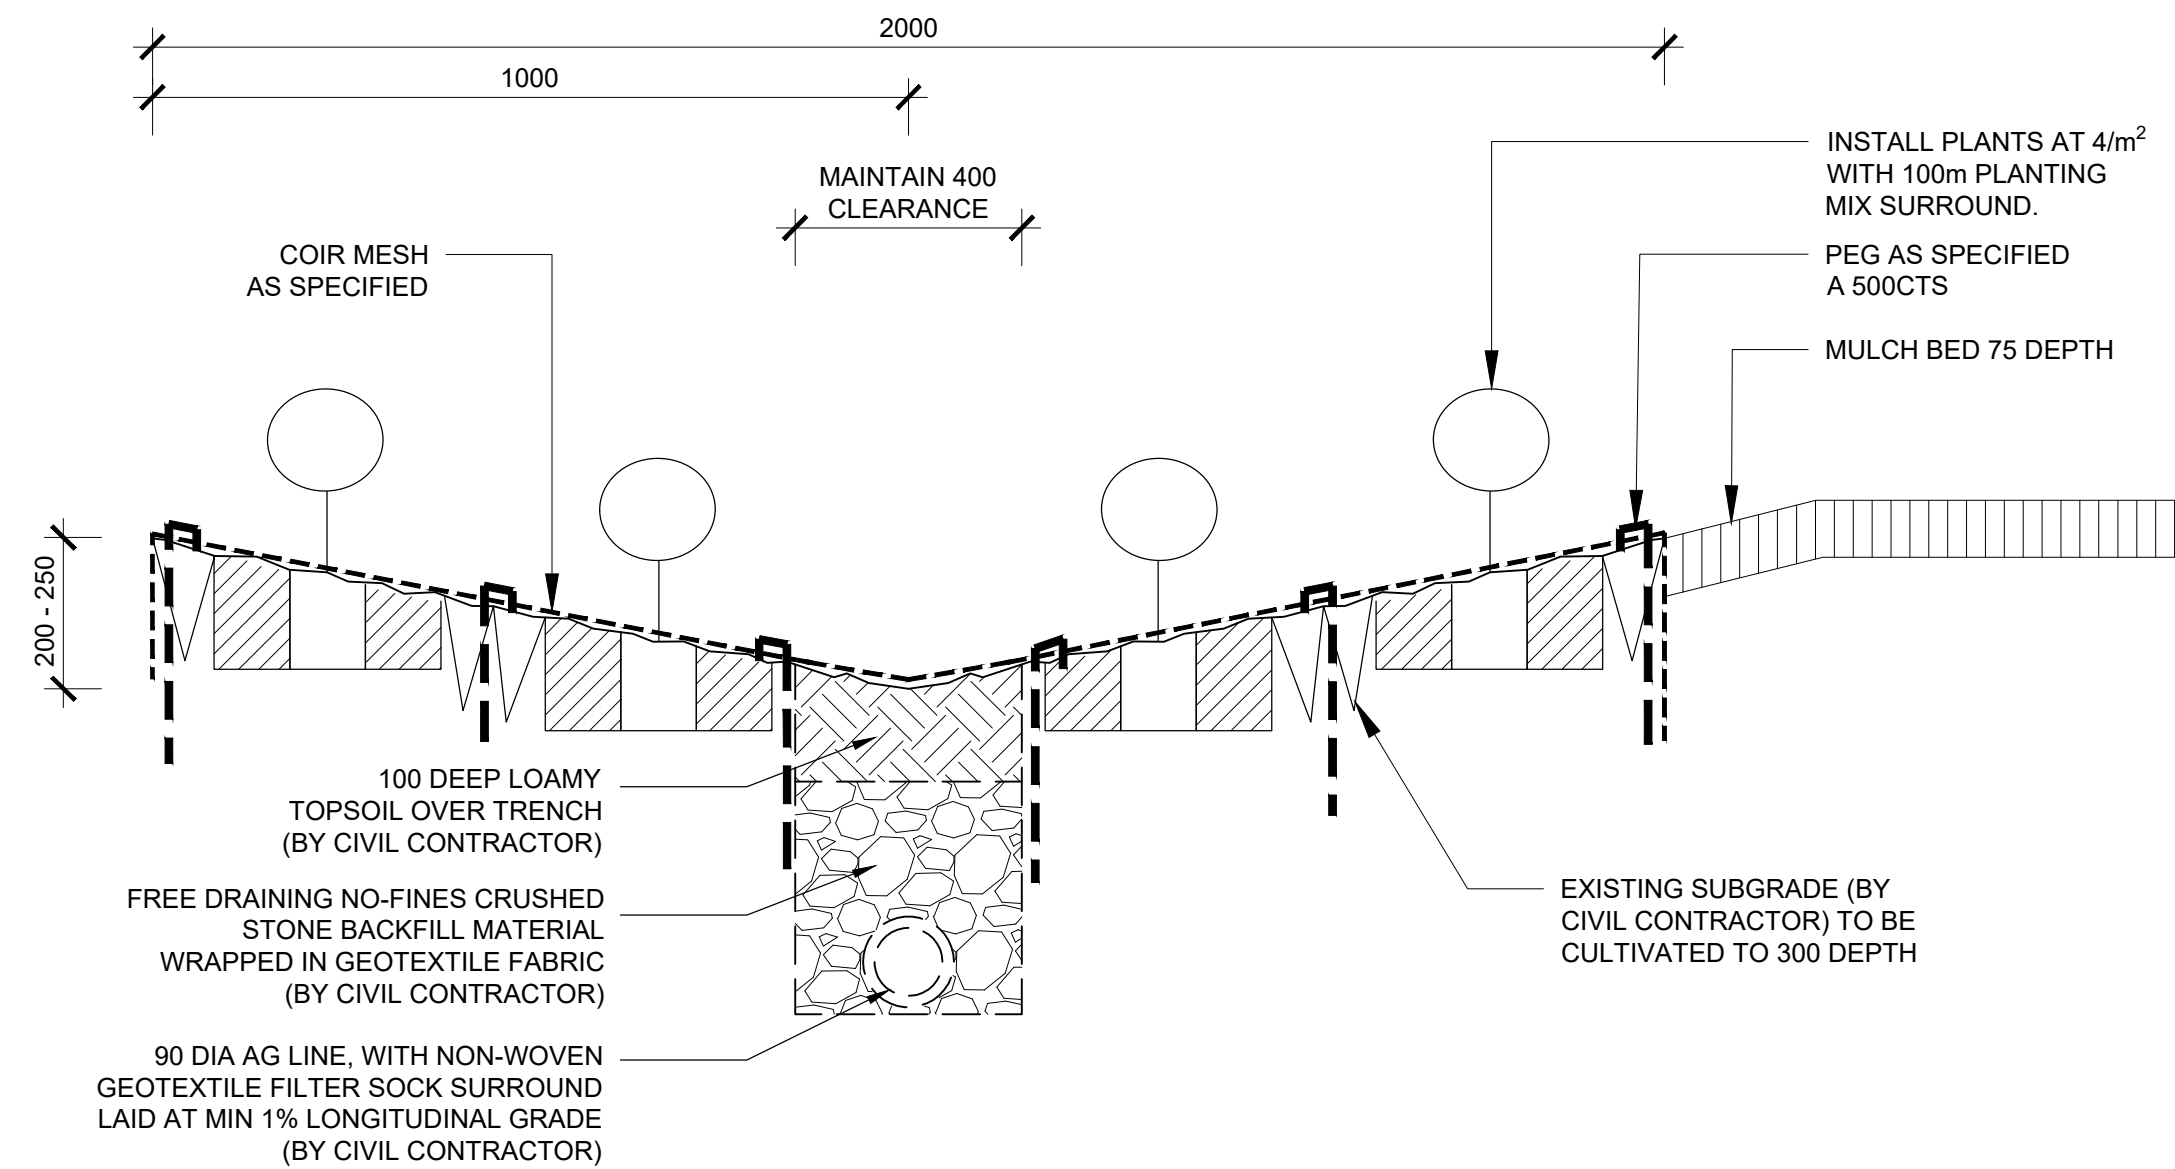 2000
1000
MAINTAIN 400
CLEARANCE
INSTALL PLANTS AT 4/m²
WITH 100m PLANTING
MIX SURROUND.
COIR MESH
AS SPECIFIED
PEG AS SPECIFIED
A 500CTS
MULCH BED 75 DEPTH
200 - 250
100 DEEP LOAMY
TOPSOIL OVER TRENCH
(BY CIVIL CONTRACTOR)
FREE DRAINING NO-FINES CRUSHED
STONE BACKFILL MATERIAL
WRAPPED IN GEOTEXTILE FABRIC
(BY CIVIL CONTRACTOR)
EXISTING SUBGRADE (BY
CIVIL CONTRACTOR) TO BE
CULTIVATED TO 300 DEPTH
90 DIA AG LINE, WITH NON-WOVEN
GEOTEXTILE FILTER SOCK SURROUND
LAID AT MIN 1% LONGITUDINAL GRADE
(BY CIVIL CONTRACTOR)